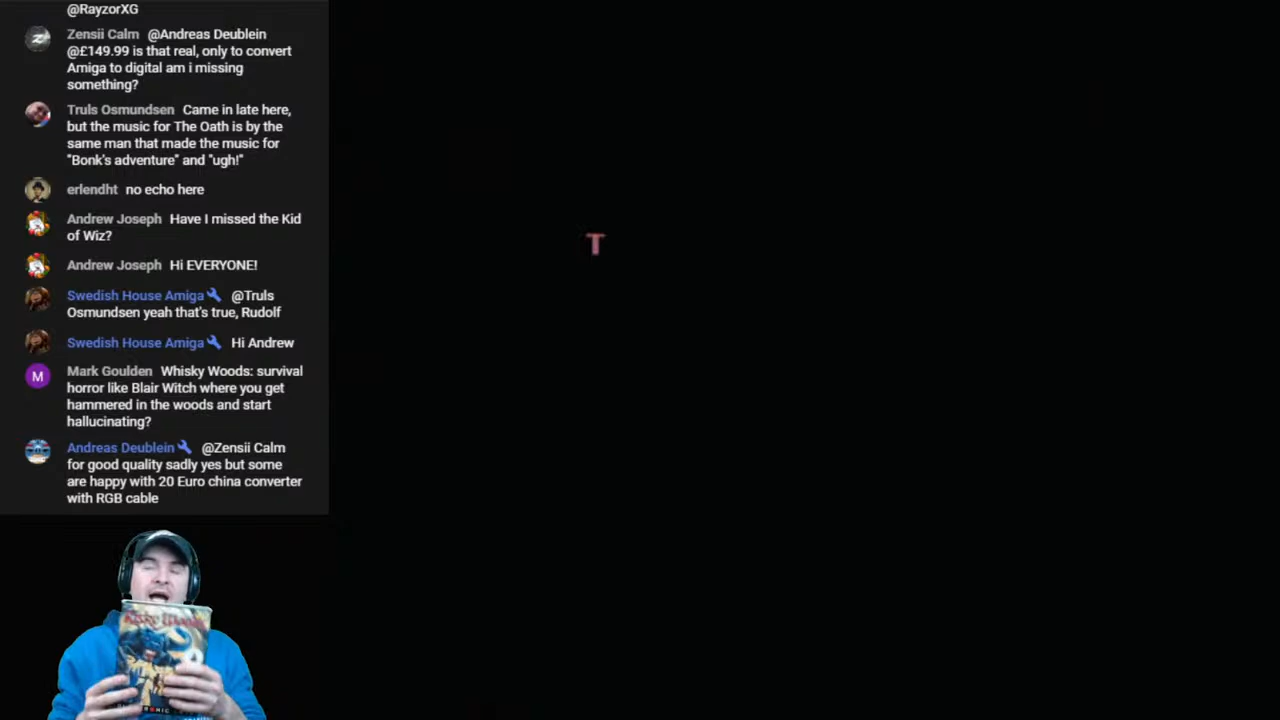 @RayzorXG
Zensii Calm @Andreas Deublein
@£149.99 is that real, only to convert
Amiga to digital am i missing
something?
Truls Osmundsen Came in late here,
but the music for The Oath is by the
same man that made the music for
"Bonk's adventure" and "ugh!"
erlendht no echo here
Andrew Joseph Have I missed the Kid
of Wiz?
Andrew Joseph Hi EVERYONE!
Swedish House Amiga @Truls
Osmundsen yeah that's true, Rudolf
Swedish House Amiga Hi Andrew
M
Mark Goulden Whisky Woods: survival
horror like Blair Witch where you get
hammered in the woods and start
hallucinating?
Andreas Deublein @Zensii Calm
for good quality sadly yes but some
are happy with 20 Euro china converter
with RGB cable
T